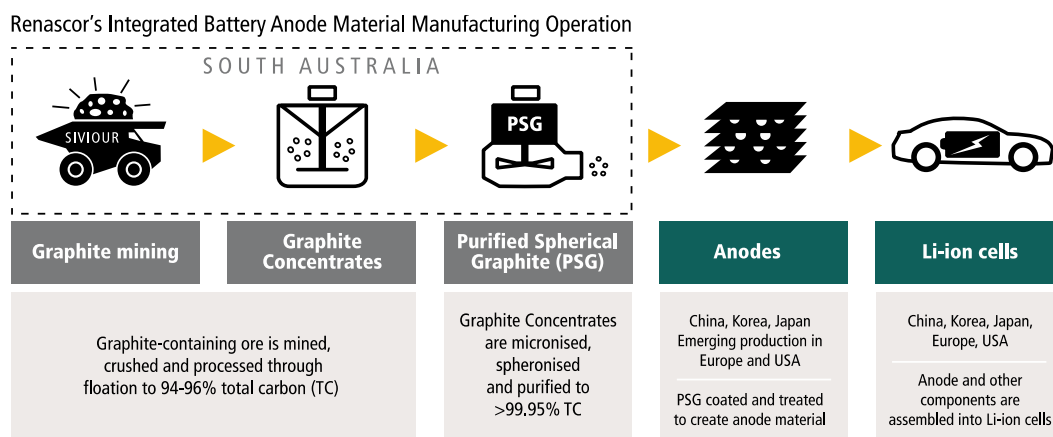 Renascor's Integrated Battery Anode Material Manufacturing Operation
SOUTH AUSTRALIA
SIVIOUR
PSG
Graphite mining
Graphite
Concentrates
Purified Spherical
Graphite (PSG)
Anodes
Li-ion cells
Graphite-containing ore is mined,
crushed and processed through
floation to 94-96% total carbon (TC)
Graphite Concentrates
are micronised,
spheronised
and purified to
>99.95% TC
China, Korea, Japan
Emerging production in
Europe and USA
PSG coated and treated
to create anode material
China, Korea, Japan,
Europe, USA
Anode and other
components are
assembled into Li-ion cells